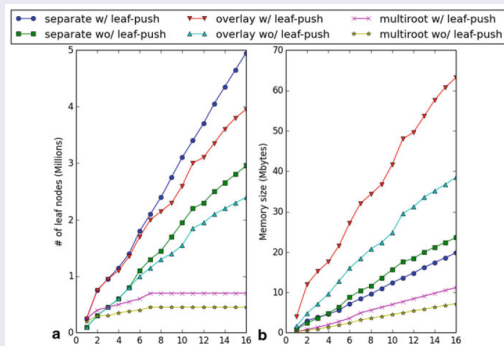 separate w/ leaf-push overlay w/ leaf-push multiroot w/ leaf-push
separate wo/ leaf-push overlay wo/ leaf-push multiroot wo/ leaf-push
5
4
3
2
1
0
# of leaf nodes (Millions)
0 2 4 6 8 10 12 14 16
a
70
60
50
40
30
20
10
0
Memory size (Mbytes)
0 2 4 6 8 10 12 14 16
b